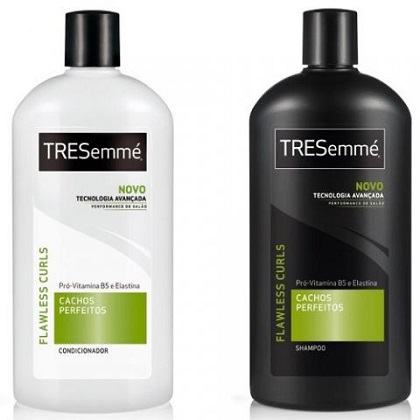 TRESemmé
NOVO
TECNOLOGIA AVANÇADA
PERFORMANCE DE SALÃO
FLAWLESS CURLS
Pró-Vitamina B5 e Elastina
CACHOS
PERFEITOS
CONDICIONADOR
TRESemmé
NOVO
TECNOLOGIA AVANÇADA
PERFORMANCE DE SALÃO
FLAWLESS CURLS
Pró-Vitamina B5 e Elastina
CACHOS
PERFEITOS
SHAMPOO